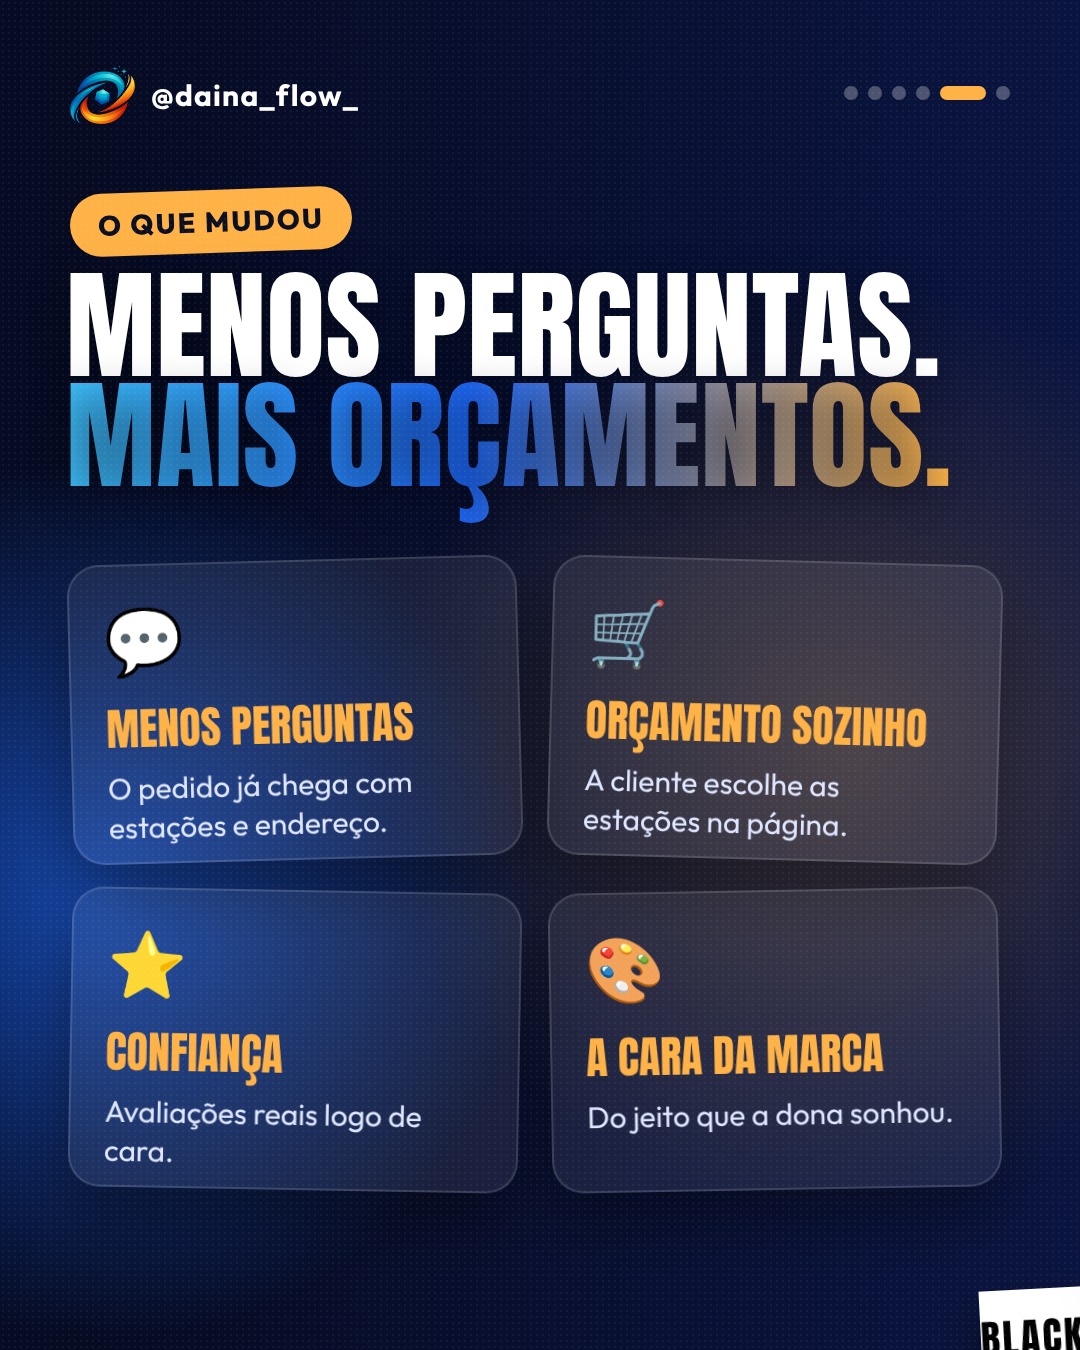 @daina_flow_
O QUE MUDOU
MENOS PERGUNTAS.
MAIS ORÇAMENTOS.
MENOS PERGUNTAS
O pedido já chega com
estações e endereço.
ORÇAMENTO SOZINHO
A cliente escolhe as
estações na página.
CONFIANÇA
Avaliações reais logo de
cara.
A CARA DA MARCA
Do jeito que a dona sonhou.
BLACK